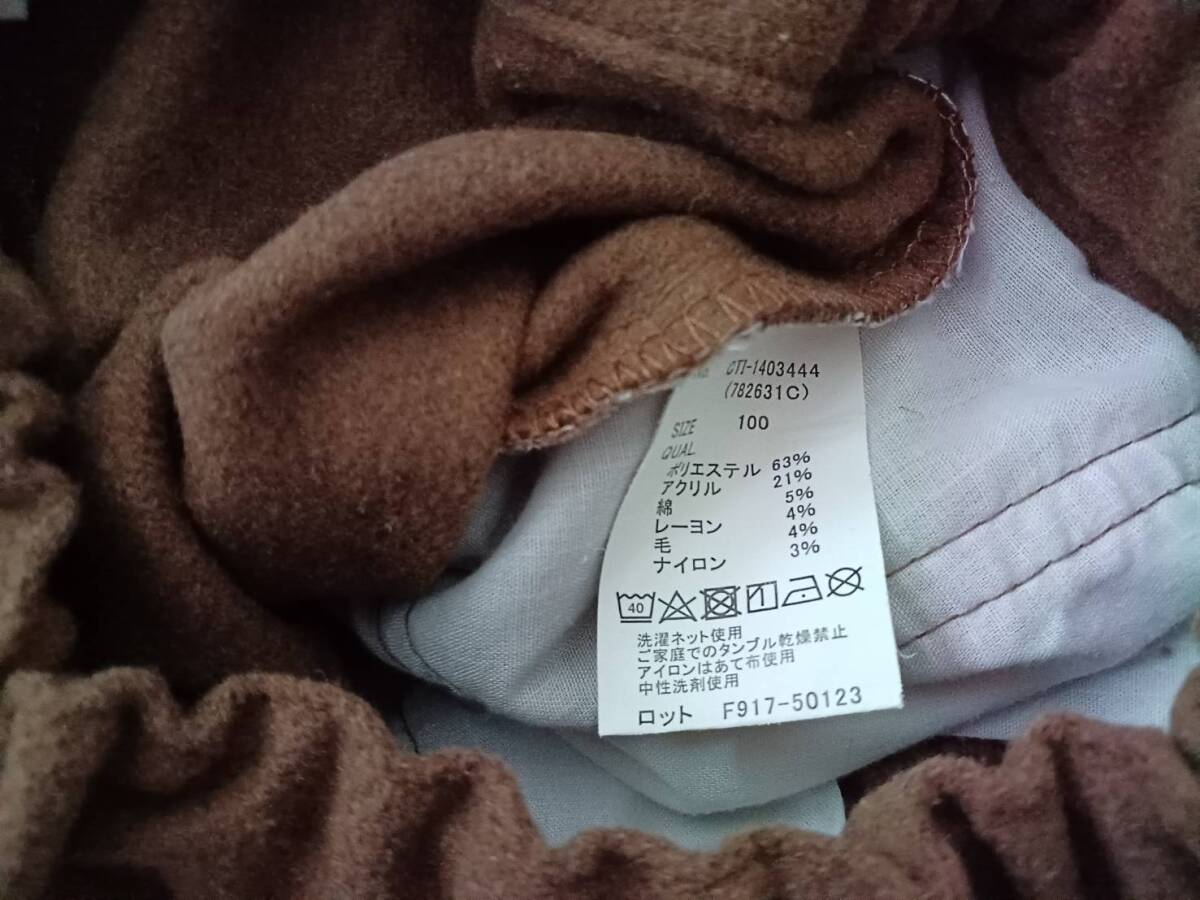 CTI-1403444
(782631C)
SIZE 100
QUAL
ポリエステル 63%
アクリル 21%
綿 5%
レーヨン 4%
毛 4%
ナイロン 3%
40
洗濯ネット使用
ご家庭でのタンブル乾燥禁止
アイロンはあて布使用
中性洗剤使用
ロット F917-50123